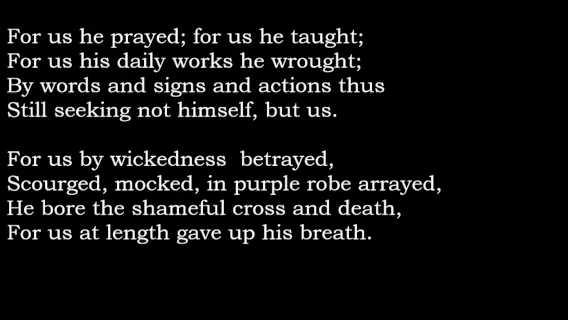 For us he prayed; for us he taught;
For us his daily works he wrought;
By words and signs and actions thus
Still seeking not himself, but us.

For us by wickedness  betrayed,
Scourged, mocked, in purple robe arrayed,
He bore the shameful cross and death,
For us at length gave up his breath.